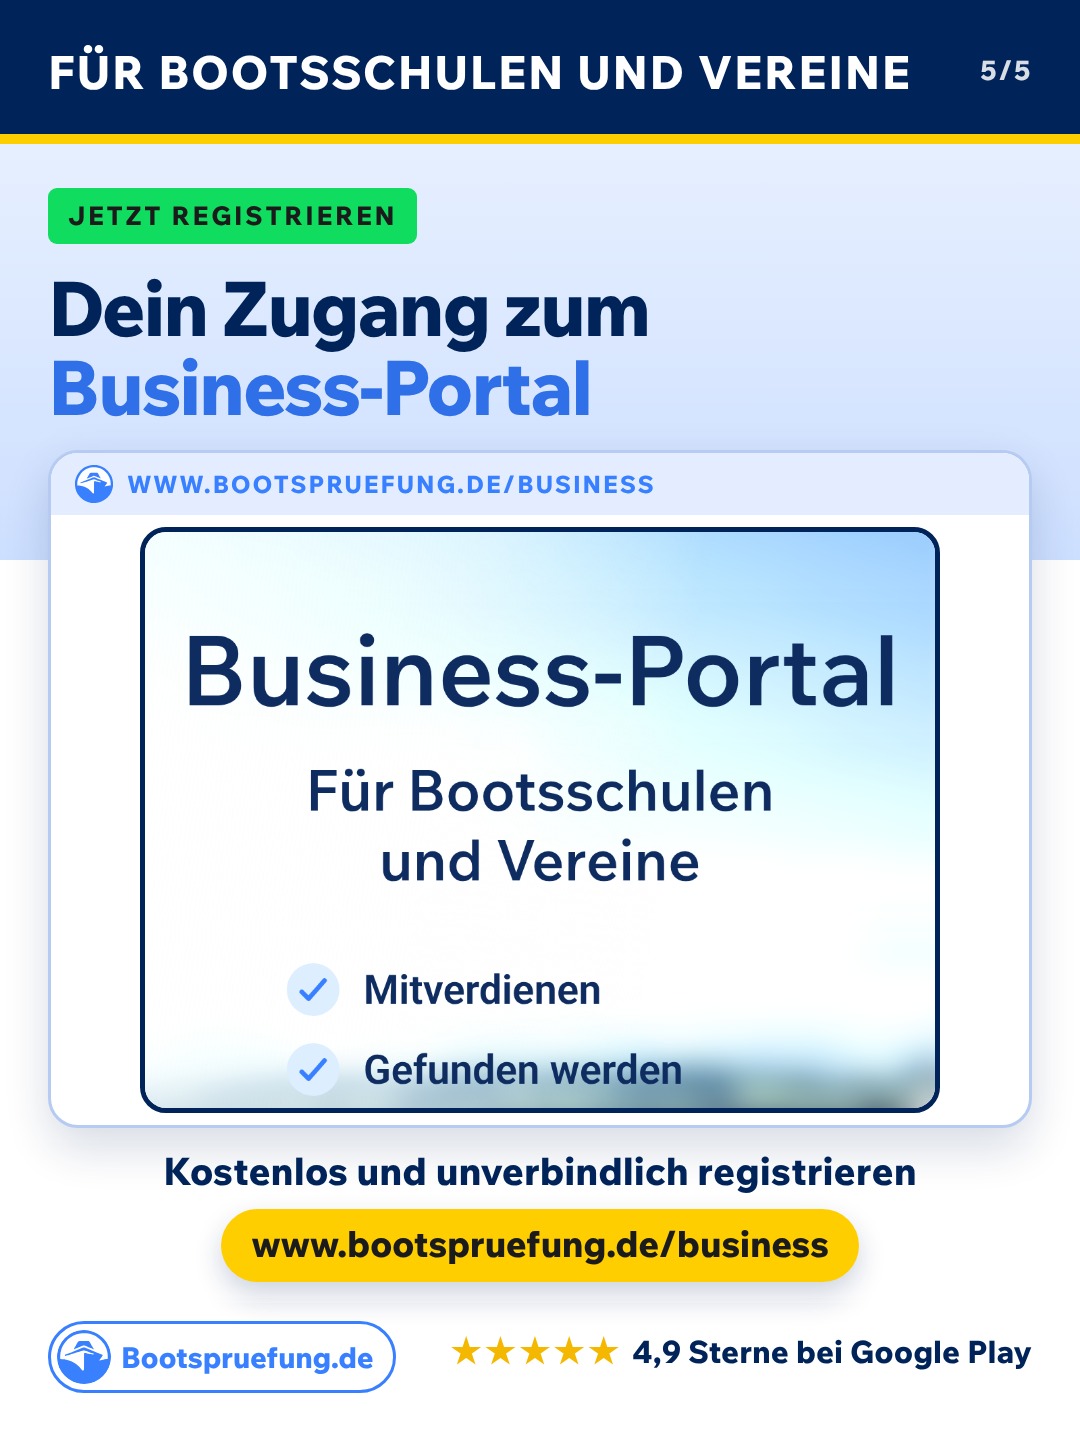 FÜR BOOTSSCHULEN UND VEREINE
5/5
JETZT REGISTRIEREN
Dein Zugang zum
Business-Portal
WWW.BOOTSPRUEFUNG.DE/BUSINESS
Business-Portal
Für Bootsschulen
und Vereine
Mitverdienen
Gefunden werden
Kostenlos und unverbindlich registrieren
www.bootspruefung.de/business
Bootspruefung.de
★★★★★ 4,9 Sterne bei Google Play